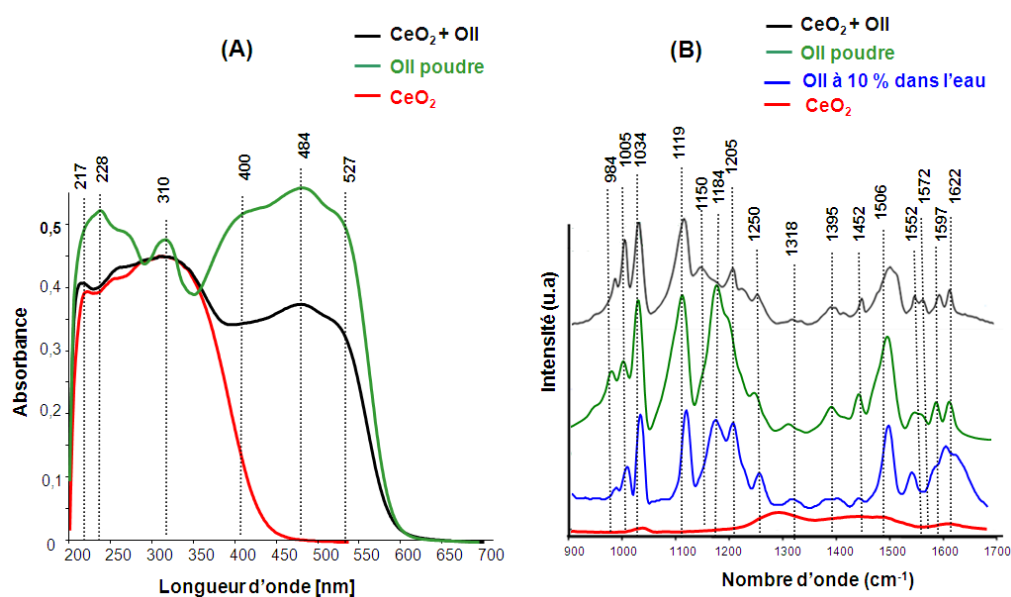 (A)
CeO2 + OII
OII poudre
CeO2
217
228
310
400
484
527
Absorbance
0,5
0,4
0,3
0,2
0,1
0
200 250 300 350 400 450 500 550 600 700
Longueur d'onde [nm]
(B)
CeO2 + OII
OII poudre
OII à 10 % dans l'eau
CeO2
984
1005
1034
1119
1150
1184
1205
1250
1318
1395
1452
1506
1552
1572
1597
1622
Intensité (u.a)
900 1000 1100 1200 1300 1400 1500 1600 1700
Nombre d'onde (cm-1)